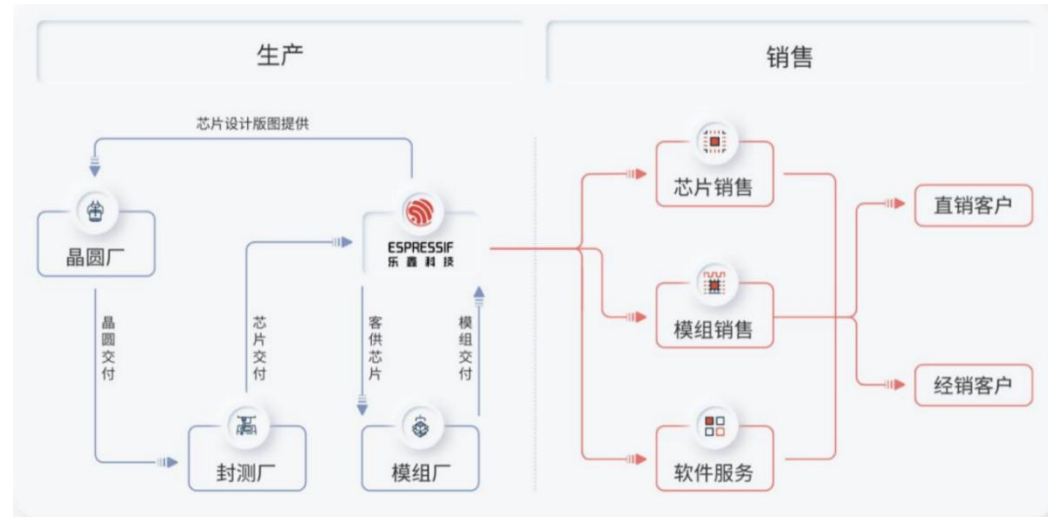 生产
销售
芯片设计版图提供
晶圆厂
ESPRESSIF
乐鑫科技
晶圆交付
芯片交付
客供芯片
模组交付
封测厂
模组厂
芯片销售
模组销售
软件服务
直销客户
经销客户